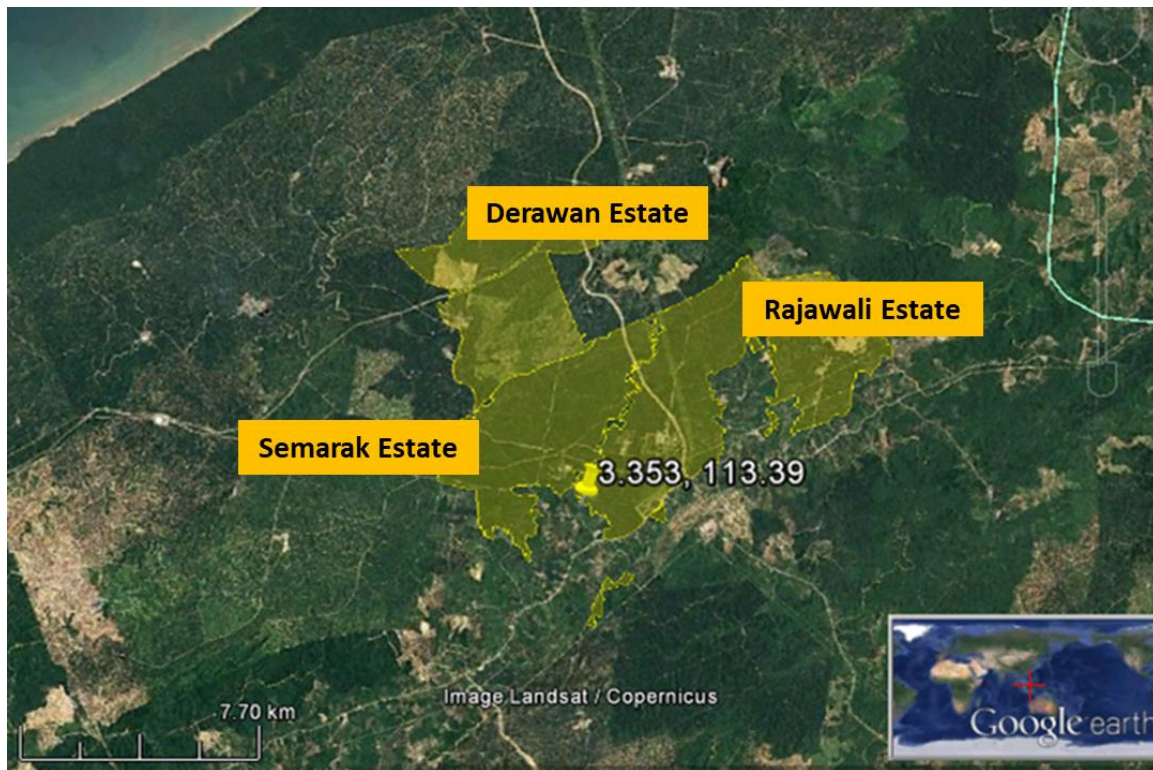 Derawan Estate
Rajawali Estate
Semarak Estate
3.353, 113.39
Image Landsat / Copernicus
7.70 km
Google earth